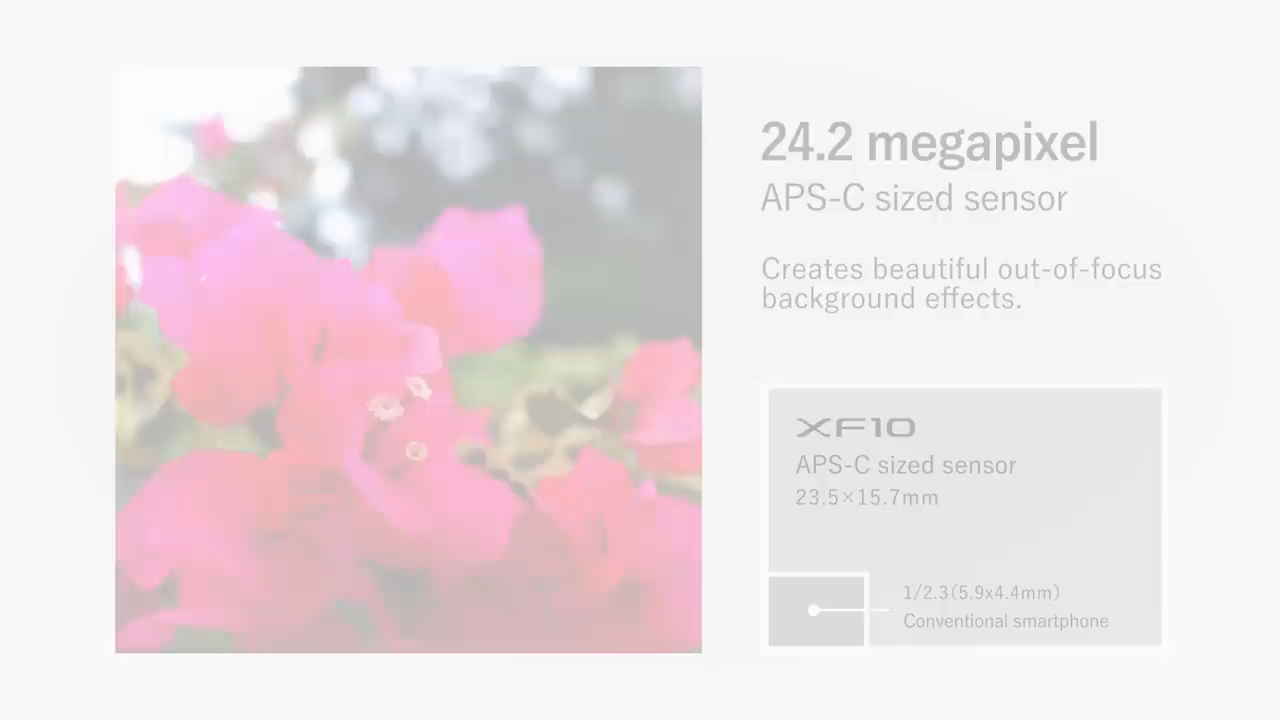 24.2 megapixel
APS-C sized sensor
Creates beautiful out-of-focus
background effects.
XF10
APS-C sized sensor
23.5×15.7mm
1/2.3(5.9x4.4mm)
Conventional smartphone